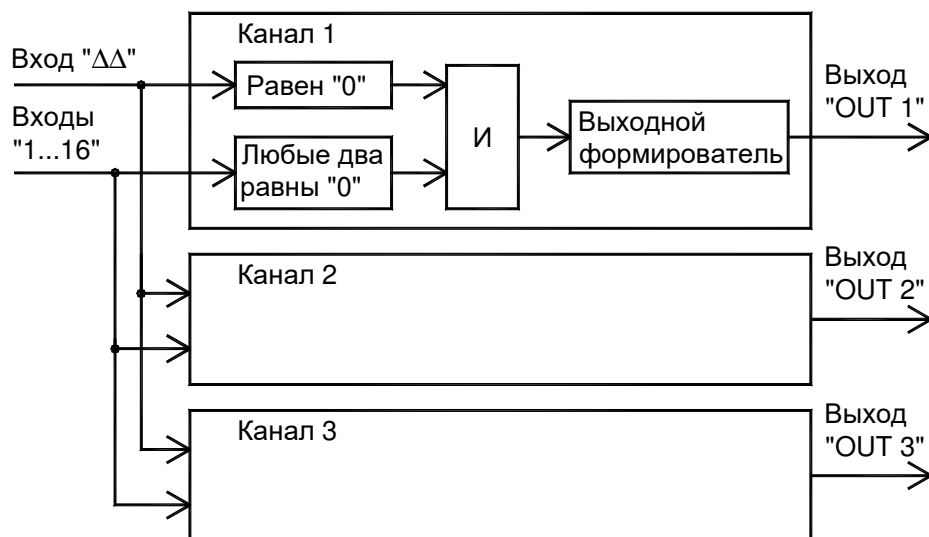 Канал 1
Вход "ΔΔ"
Равен "0"
Входы
"1...16"
Любые два
равны "0"
И
Выходной
формирователь
Выход
"OUT 1"
Канал 2
Выход
"OUT 2"
Канал 3
Выход
"OUT 3"